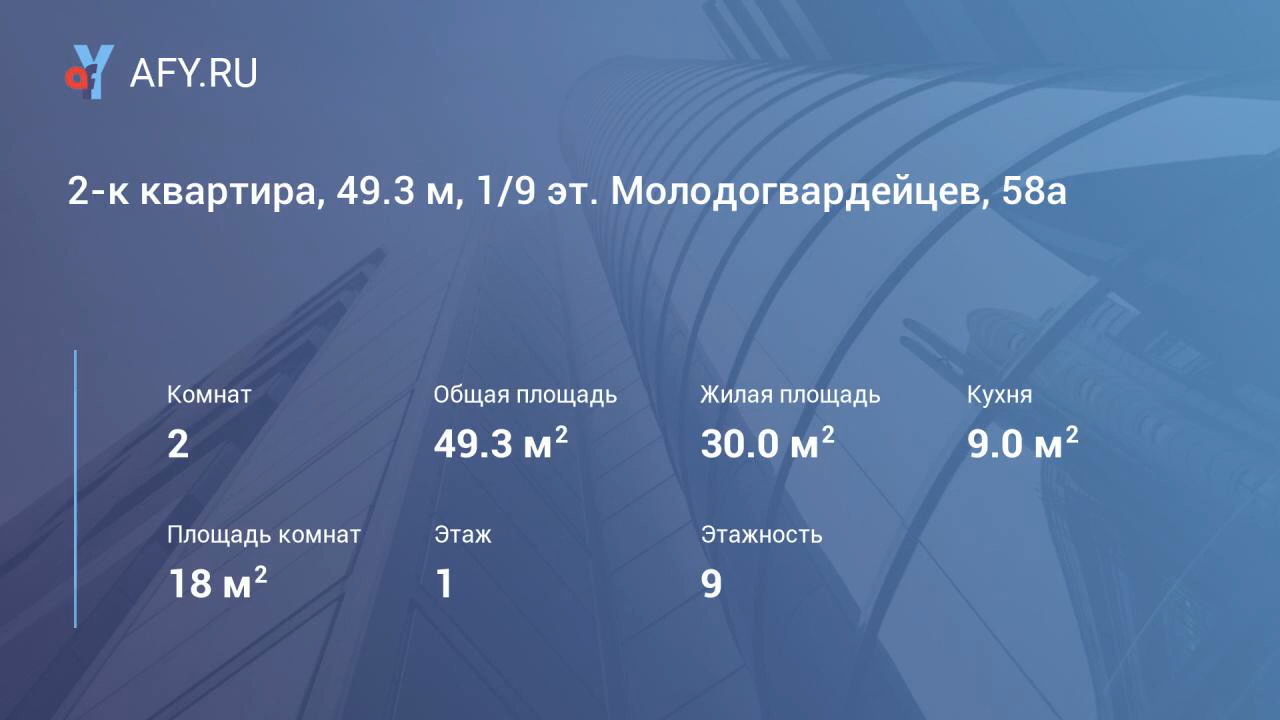 AFY.RU
2-к квартира, 49.3 м, 1/9 эт. Молодогвардейцев, 58а
Комнат
2
Общая площадь
49.3 м²
Жилая площадь
30.0 м²
Кухня
9.0 м²
Площадь комнат
18 м²
Этаж
1
Этажность
9